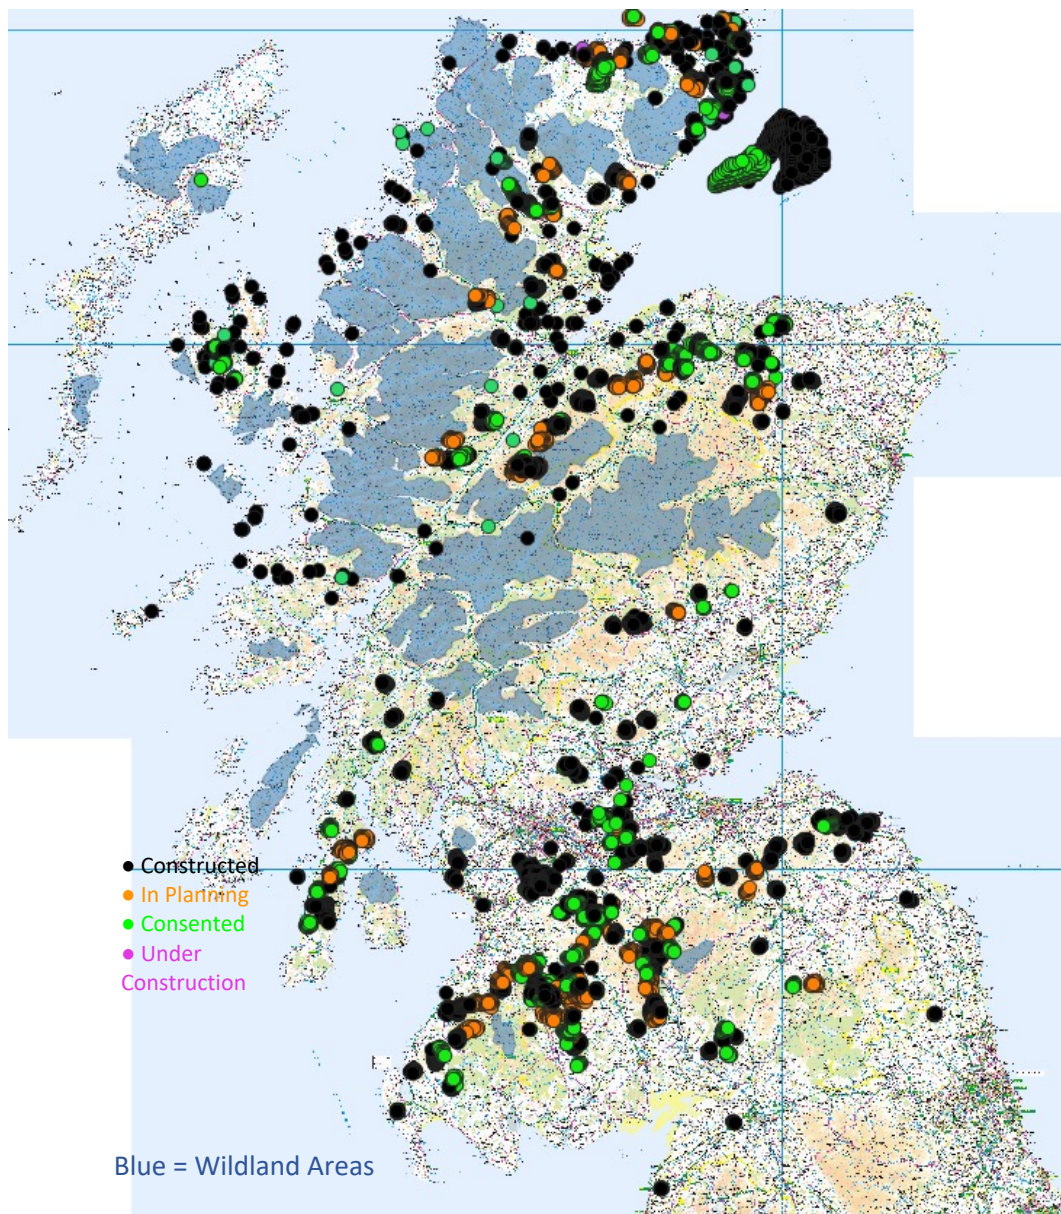 ● Constructed
● In Planning
● Consented
● Under
Construction
Blue = Wildland Areas